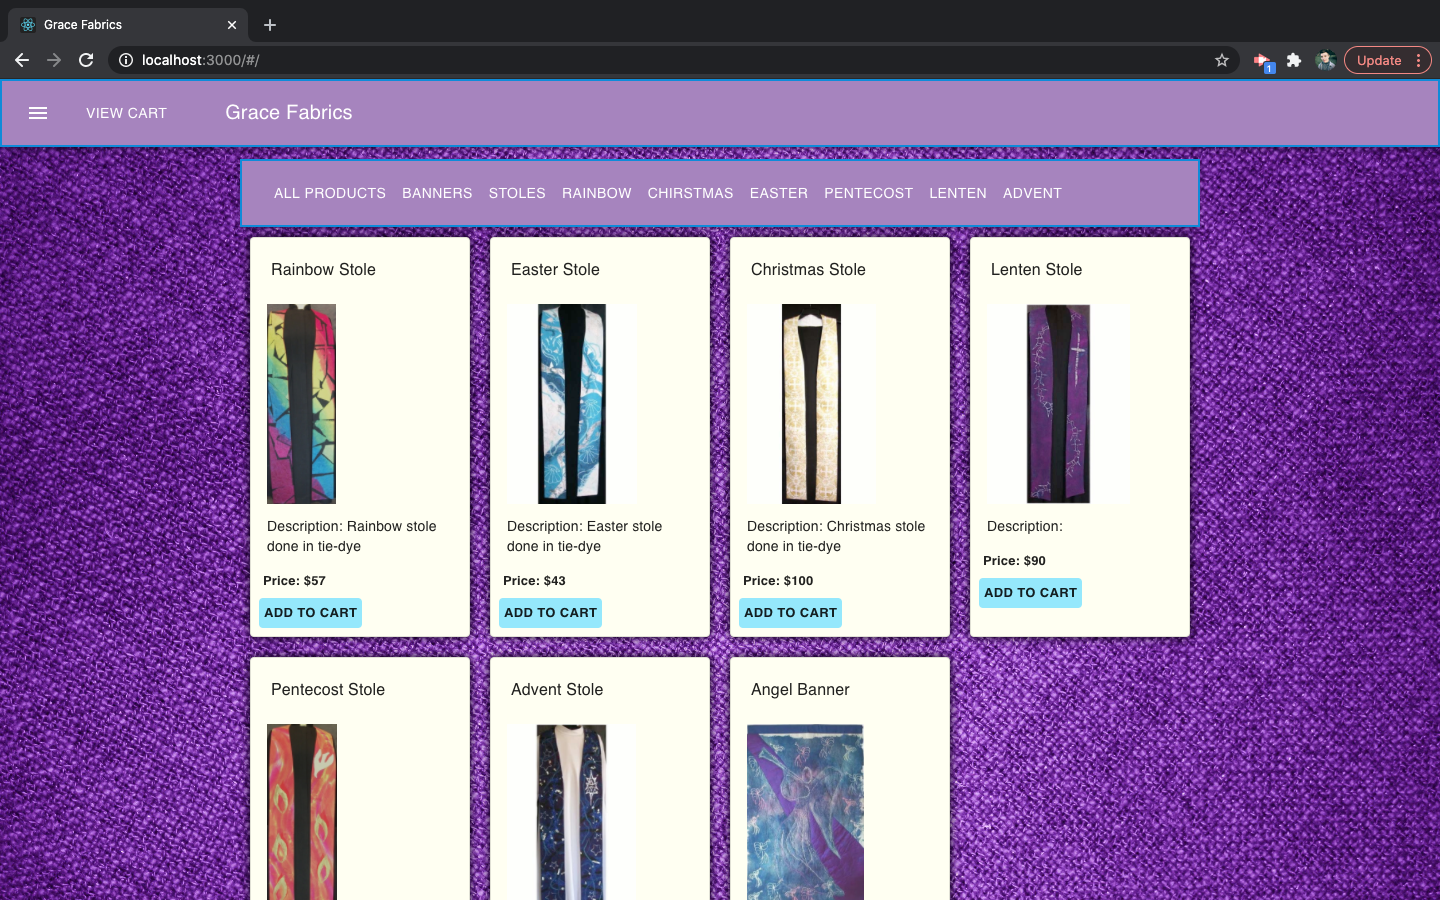 Grace Fabrics
localhost:3000/#/
1
Update
VIEW CART
Grace Fabrics
ALL PRODUCTS BANNERS STOLES RAINBOW CHIRSTMAS EASTER PENTECOST LENTEN ADVENT
Rainbow Stole
Description: Rainbow stole
done in tie-dye
Price: $57
ADD TO CART
Easter Stole
Description: Easter stole
done in tie-dye
Price: $43
ADD TO CART
Christmas Stole
Description: Christmas stole
done in tie-dye
Price: $100
ADD TO CART
Lenten Stole
Description:
Price: $90
ADD TO CART
Pentecost Stole
Advent Stole
Angel Banner